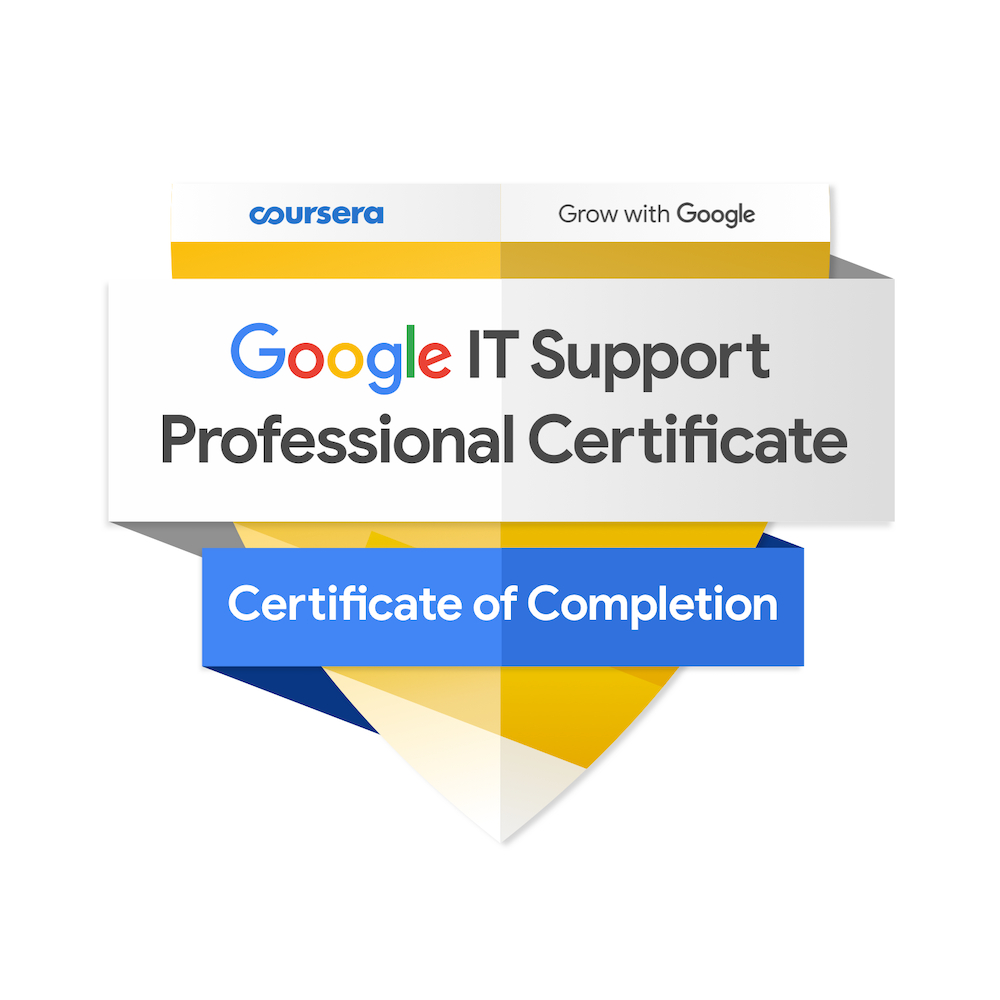 coursera
Grow with Google
Google IT Support
Professional Certificate
Certificate of Completion